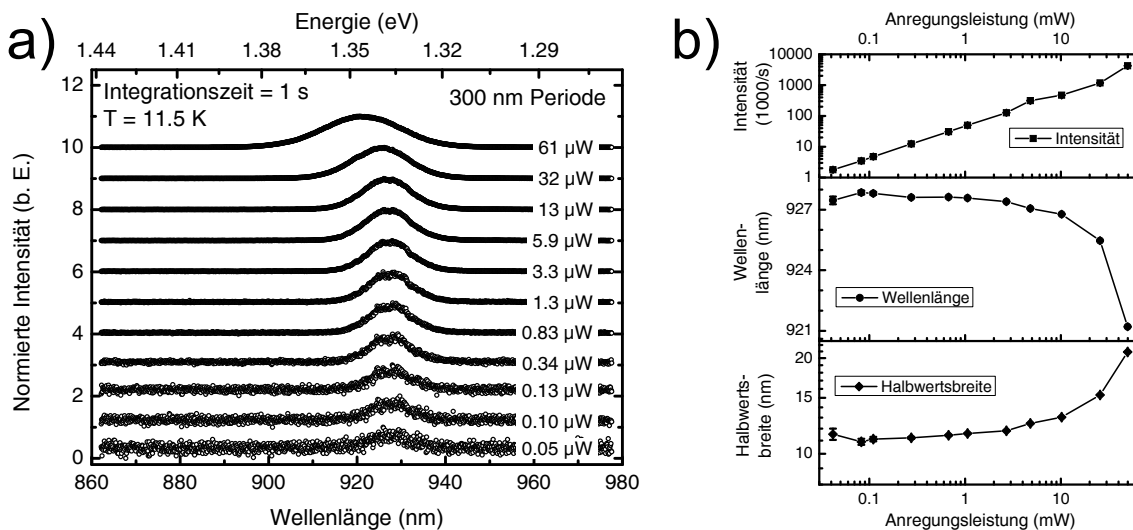 a)
Energie (eV)
1.44 1.41 1.38 1.35 1.32 1.29
Normierte Intensität (b. E.)
12
10
8
6
4
2
0
Integrationszeit = 1 s
T = 11.5 K
300 nm Periode
61 µW
32 µW
13 µW
5.9 µW
3.3 µW
1.3 µW
0.83 µW
0.34 µW
0.13 µW
0.10 µW
0.05 µW
860 880 900 920 940 960 980
Wellenlänge (nm)
b)
Anregungsleistung (mW)
0.1 1 10
Intensität
(1000/s)
10000
1000
100
10
1
Intensität
Wellen-
länge (nm)
927
924
921
Wellenlänge
Halbwerts-
breite (nm)
20
15
10
Halbwertsbreite
0.1 1 10
Anregungsleistung (mW)